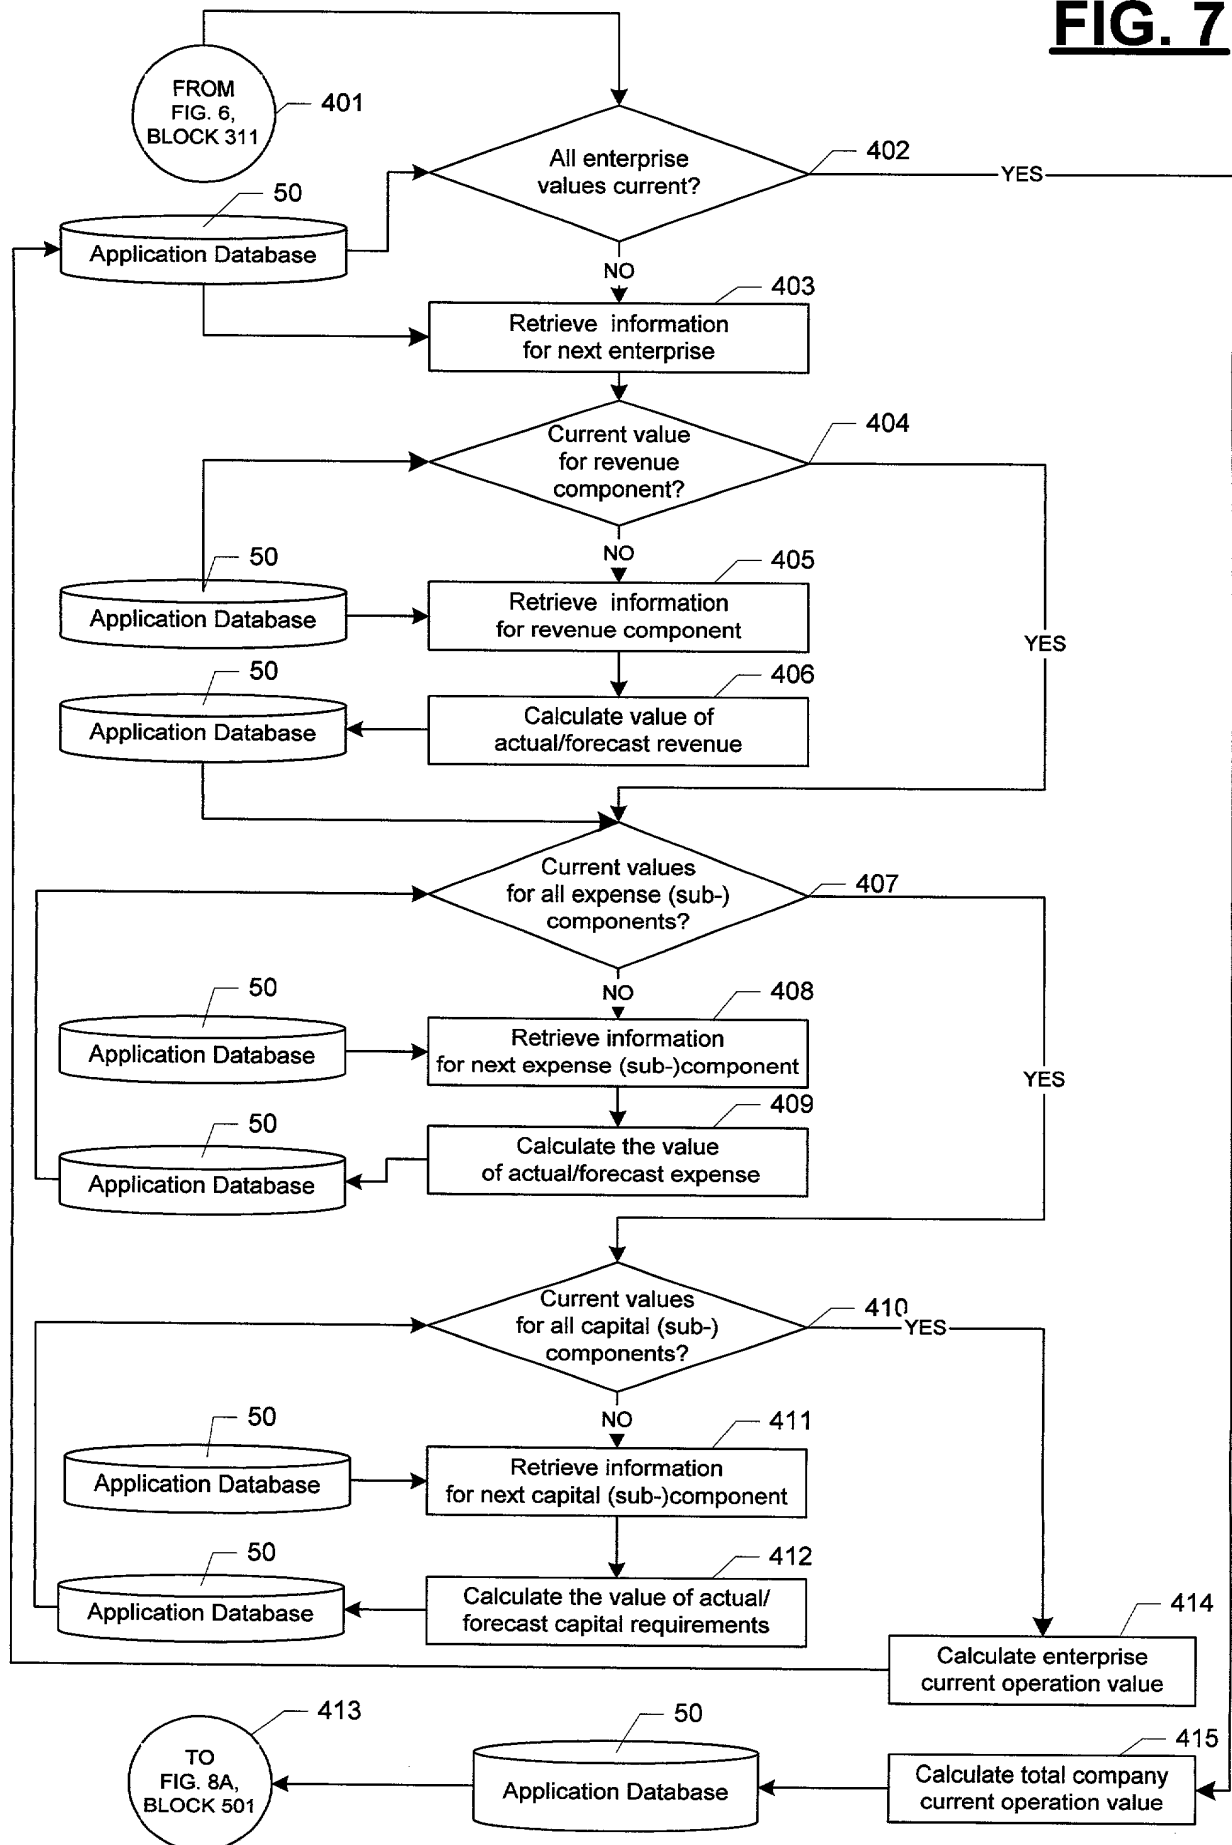 FIG. 7
FROM
FIG. 6,
BLOCK 311
401
All enterprise
values current?
402
YES
50
Application Database
NO
403
Retrieve information
for next enterprise
Current value
for revenue
component?
404
NO
50
Application Database
405
Retrieve information
for revenue component
YES
50
Application Database
406
Calculate value of
actual/forecast revenue
Current values
for all expense (sub-)
components?
407
NO
50
Application Database
408
Retrieve information
for next expense (sub-)component
YES
50
Application Database
409
Calculate the value
of actual/forecast expense
Current values
for all capital (sub-)
components?
410
YES
NO
50
Application Database
411
Retrieve information
for next capital (sub-)component
50
Application Database
412
Calculate the value of actual/
forecast capital requirements
414
Calculate enterprise
current operation value
413
TO
FIG. 8A,
BLOCK 501
50
Application Database
415
Calculate total company
current operation value